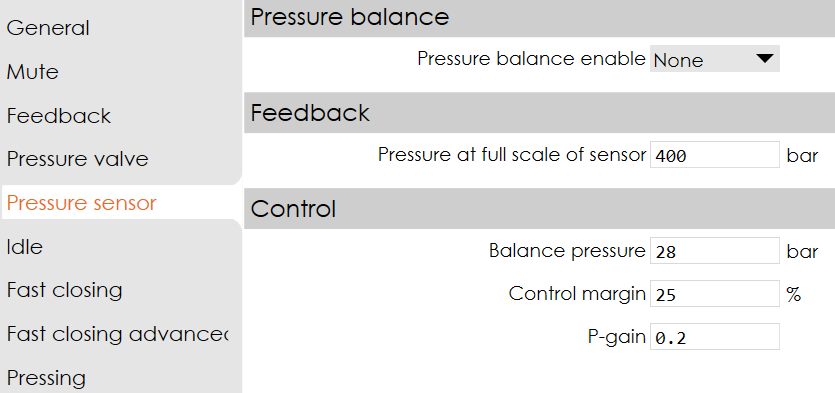 General
Mute
Feedback
Pressure valve
Pressure sensor
Idle
Fast closing
Fast closing advanced
Pressing
Pressure balance
Pressure balance enable None
Feedback
Pressure at full scale of sensor 400 bar
Control
Balance pressure 28 bar
Control margin 25 %
P-gain 0.2